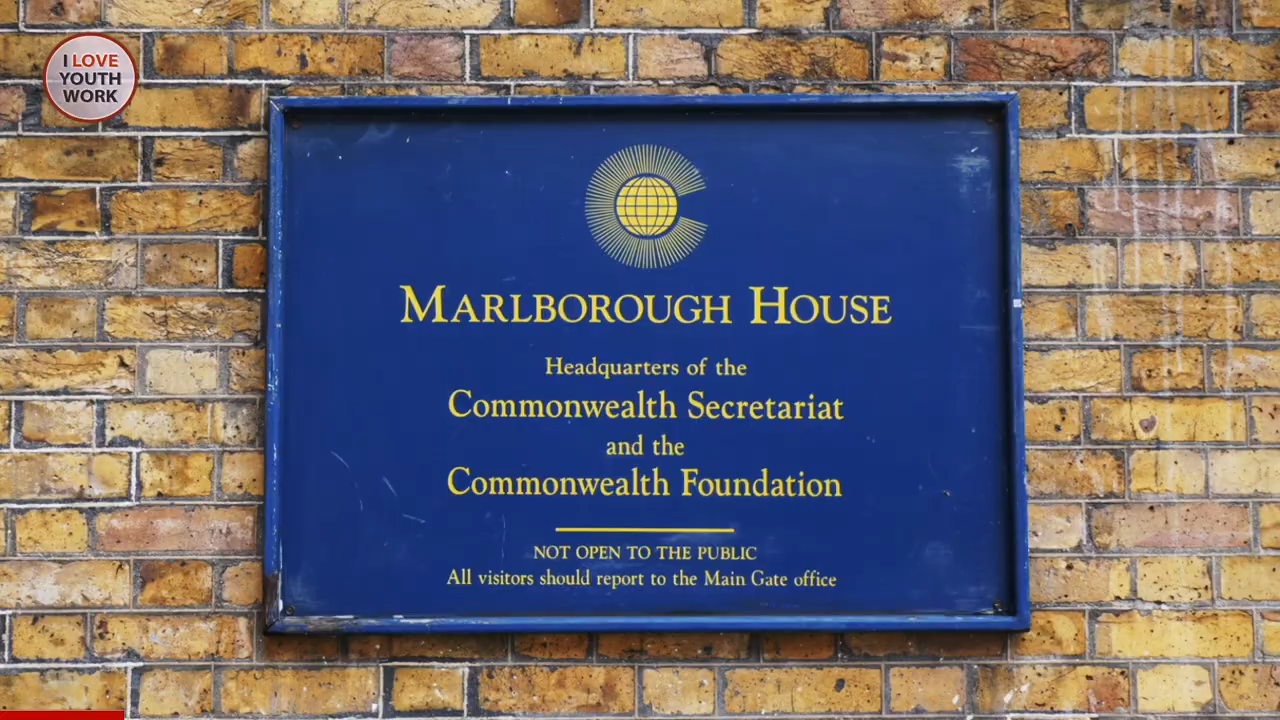 I LOVE
YOUTH
WORK
MARLBOROUGH HOUSE
Headquarters of the
Commonwealth Secretariat
and the
Commonwealth Foundation
NOT OPEN TO THE PUBLIC
All visitors should report to the Main Gate office